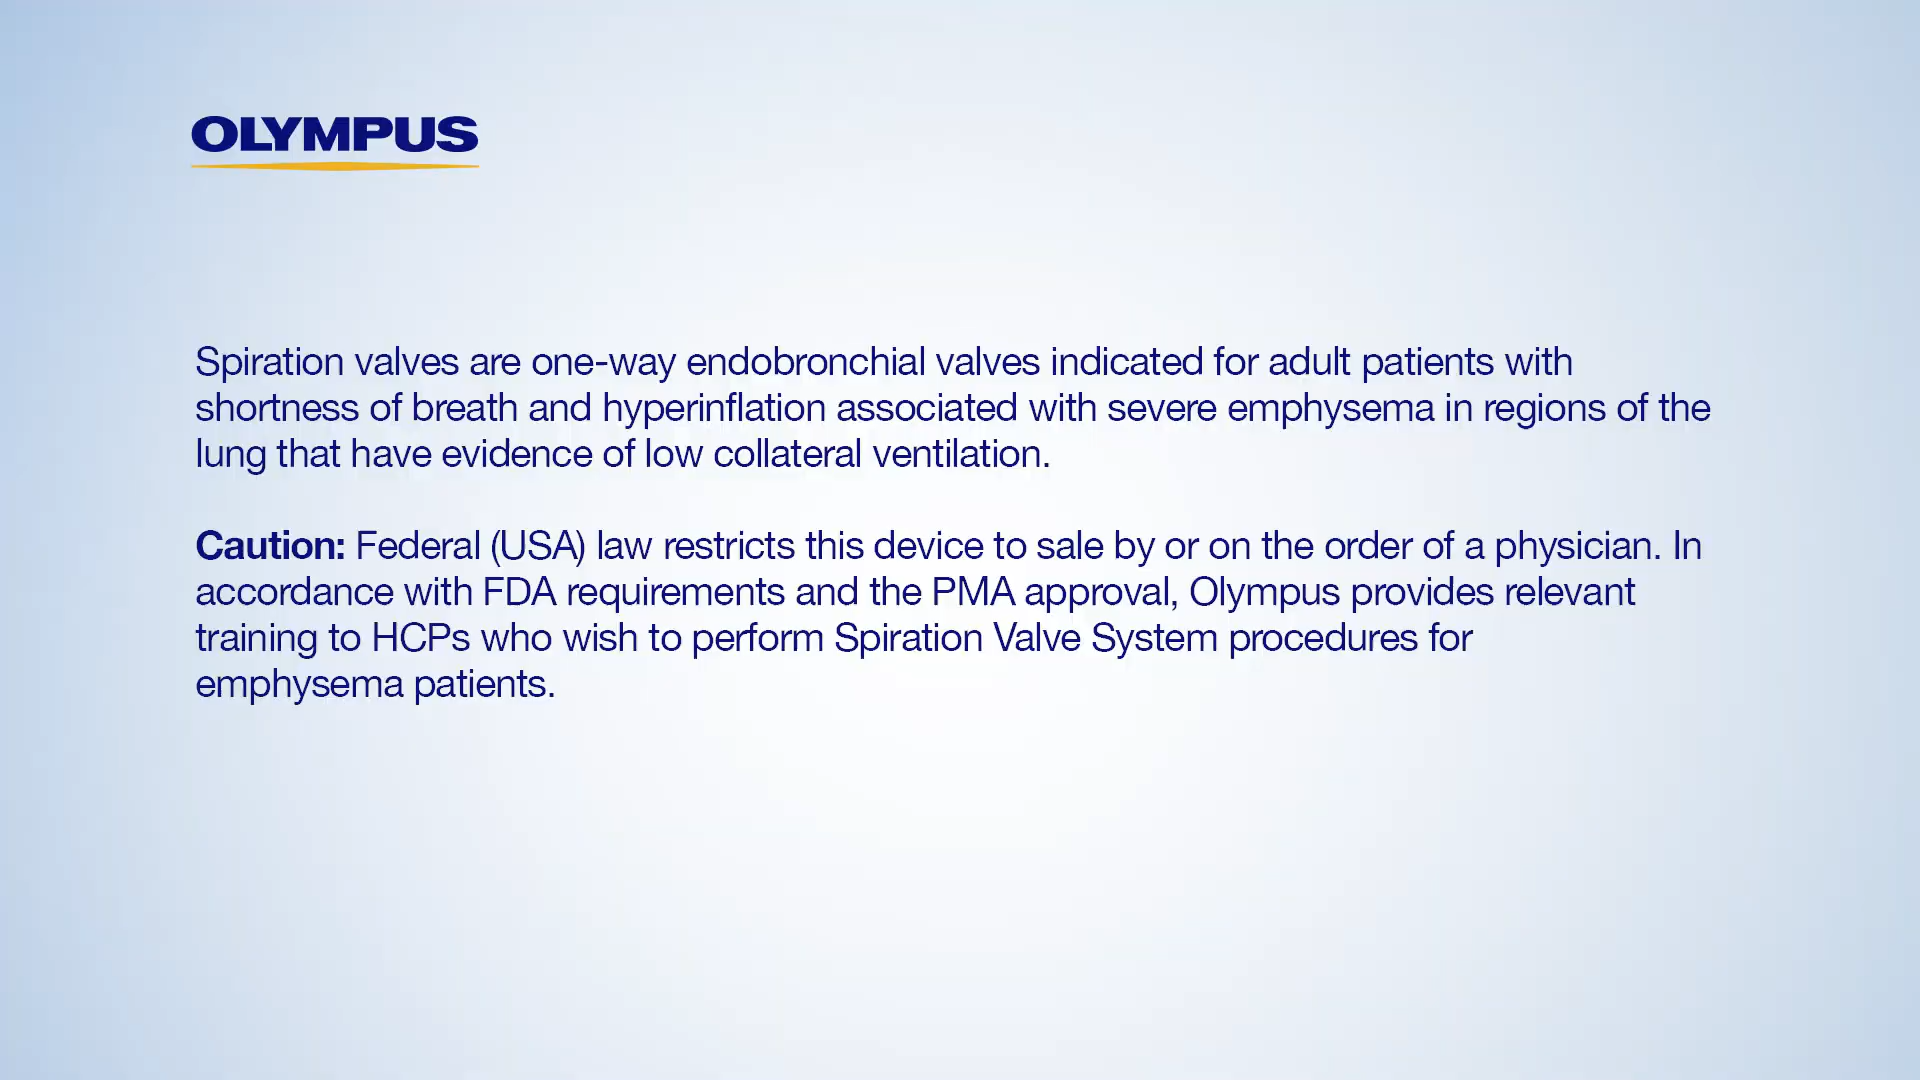 OLYMPUS
Spiration valves are one-way endobronchial valves indicated for adult patients with
shortness of breath and hyperinflation associated with severe emphysema in regions of the
lung that have evidence of low collateral ventilation.
Caution: Federal (USA) law restricts this device to sale by or on the order of a physician. In
accordance with FDA requirements and the PMA approval, Olympus provides relevant
training to HCPs who wish to perform Spiration Valve System procedures for
emphysema patients.